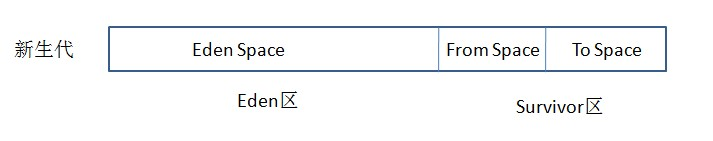 新生代 Eden Space From Space To Space
Eden区 Survivor区